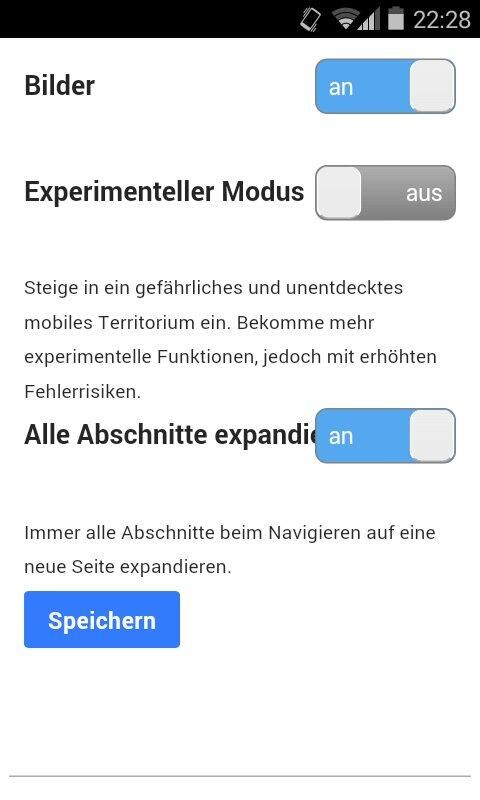 22:28
Bilder
an
Experimenteller Modus
aus
Steige in ein gefährliches und unentdecktes
mobiles Territorium ein. Bekomme mehr
experimentelle Funktionen, jedoch mit erhöhten
Fehlerrisiken.
Alle Abschnitte expandie
an
Immer alle Abschnitte beim Navigieren auf eine
neue Seite expandieren.
Speichern